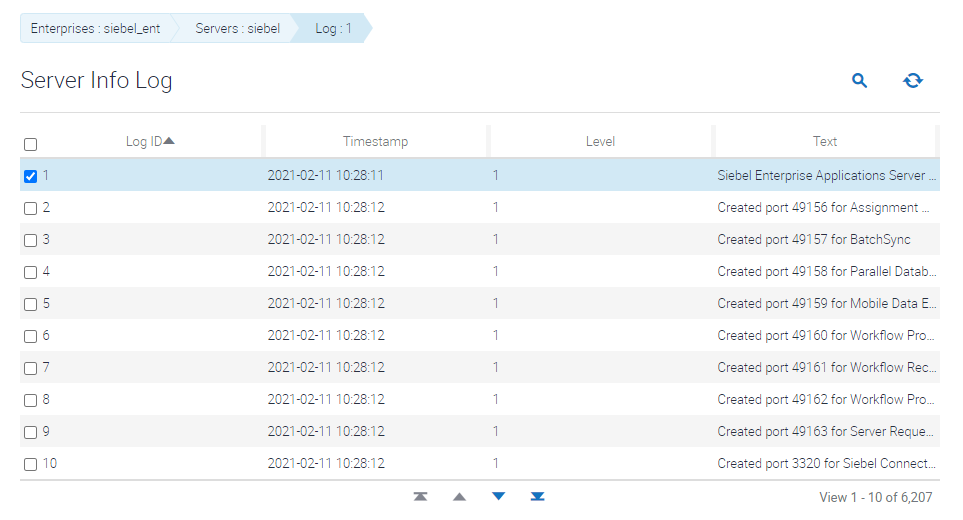 Enterprises : siebel_ent Servers : siebel Log : 1
Server Info Log
Log ID Timestamp Level Text
1 2021-02-11 10:28:11 1 Siebel Enterprise Applications Server ...
2 2021-02-11 10:28:12 1 Created port 49156 for Assignment ...
3 2021-02-11 10:28:12 1 Created port 49157 for BatchSync
4 2021-02-11 10:28:12 1 Created port 49158 for Parallel Datab...
5 2021-02-11 10:28:12 1 Created port 49159 for Mobile Data E...
6 2021-02-11 10:28:12 1 Created port 49160 for Workflow Pro...
7 2021-02-11 10:28:12 1 Created port 49161 for Workflow Rec...
8 2021-02-11 10:28:12 1 Created port 49162 for Workflow Pro...
9 2021-02-11 10:28:12 1 Created port 49163 for Server Reque...
10 2021-02-11 10:28:12 1 Created port 3320 for Siebel Connect...
View 1 - 10 of 6,207